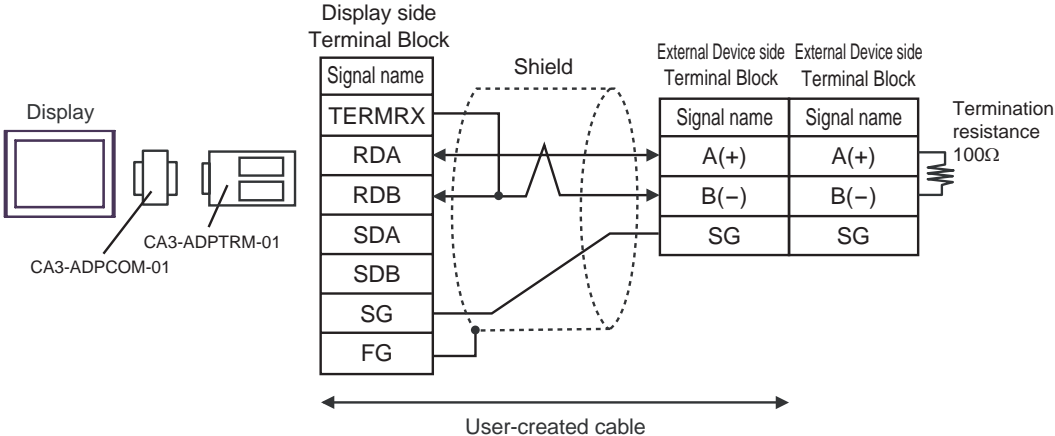 Display
CA3-ADPTRM-01
CA3-ADPCOM-01
Display side
Terminal Block
Signal name
TERMRX
RDA
RDB
SDA
SDB
SG
FG
Shield
External Device side
Terminal Block
Signal name
A(+)
B(−)
SG
External Device side
Terminal Block
Signal name
A(+)
B(−)
SG
Termination
resistance
100Ω
User-created cable